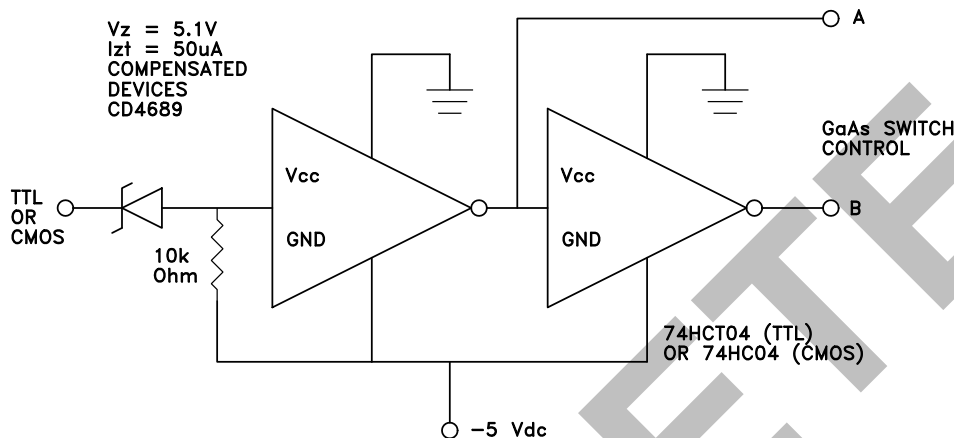 Vz = 5.1V
Izt = 50uA
COMPENSATED
DEVICES
CD4689
A
GaAs SWITCH
CONTROL
Vcc
Vcc
TTL
OR
CMOS
B
GND
GND
10k
Ohm
74HCT04 (TTL)
OR 74HC04 (CMOS)
-5 Vdc
ETE